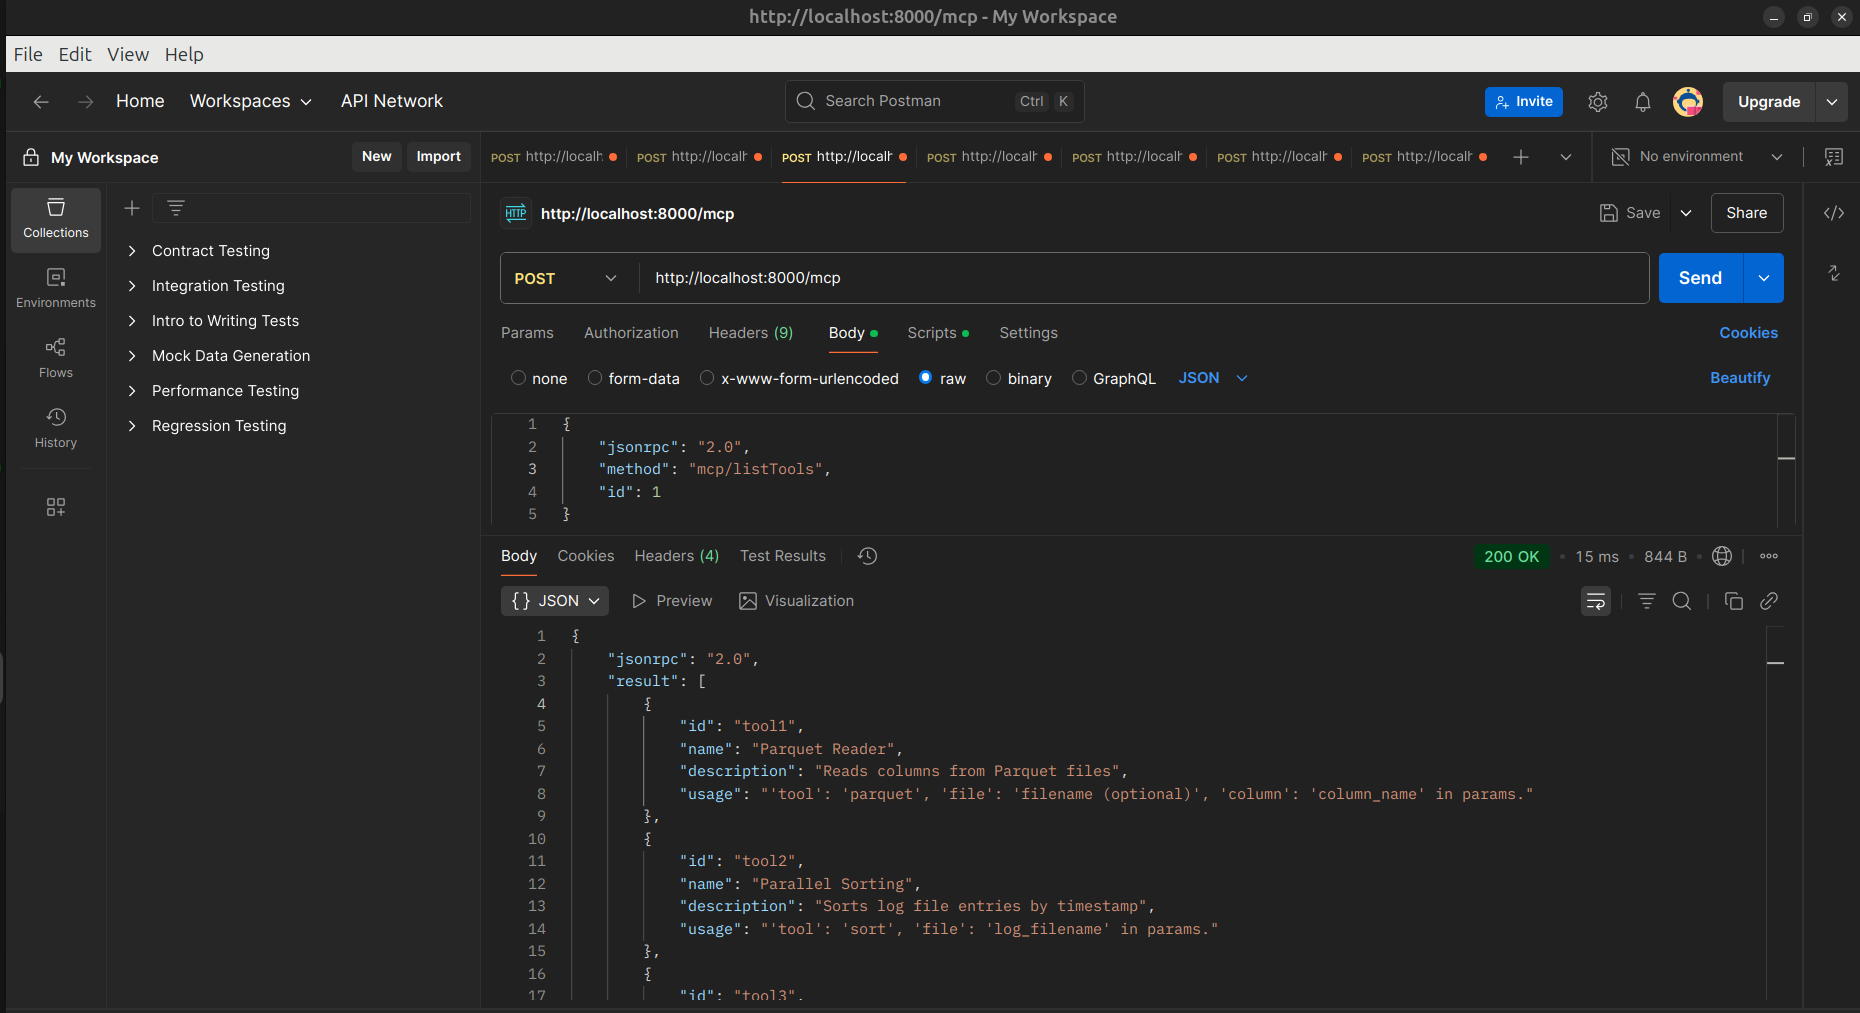 http://localhost:8000/mcp - My Workspace
File Edit View Help
Home Workspaces API Network
Search Postman Ctrl K
Invite
Upgrade
My Workspace New Import
POST http://localh POST http://localh POST http://localh POST http://localh POST http://localh POST http://localh POST http://localh
No environment
Collections
Environments
Flows
History
Contract Testing
Integration Testing
Intro to Writing Tests
Mock Data Generation
Performance Testing
Regression Testing
HTTP http://localhost:8000/mcp
Save Share
POST http://localhost:8000/mcp Send
Params Authorization Headers (9) Body Scripts Settings Cookies
none form-data x-www-form-urlencoded raw binary GraphQL JSON Beautify
1 {
2 "jsonrpc": "2.0",
3 "method": "mcp/listTools",
4 "id": 1
5 }
Body Cookies Headers (4) Test Results 200 OK 15 ms 844 B
{} JSON Preview Visualization
1 {
2 "jsonrpc": "2.0",
3 "result": [
4 {
5 "id": "tool1",
6 "name": "Parquet Reader",
7 "description": "Reads columns from Parquet files",
8 "usage": "'tool': 'parquet', 'file': 'filename (optional)', 'column': 'column_name' in params."
9 },
10 {
11 "id": "tool2",
12 "name": "Parallel Sorting",
13 "description": "Sorts log file entries by timestamp",
14 "usage": "'tool': 'sort', 'file': 'log_filename' in params."
15 },
16 {
17 "id": "tool3",